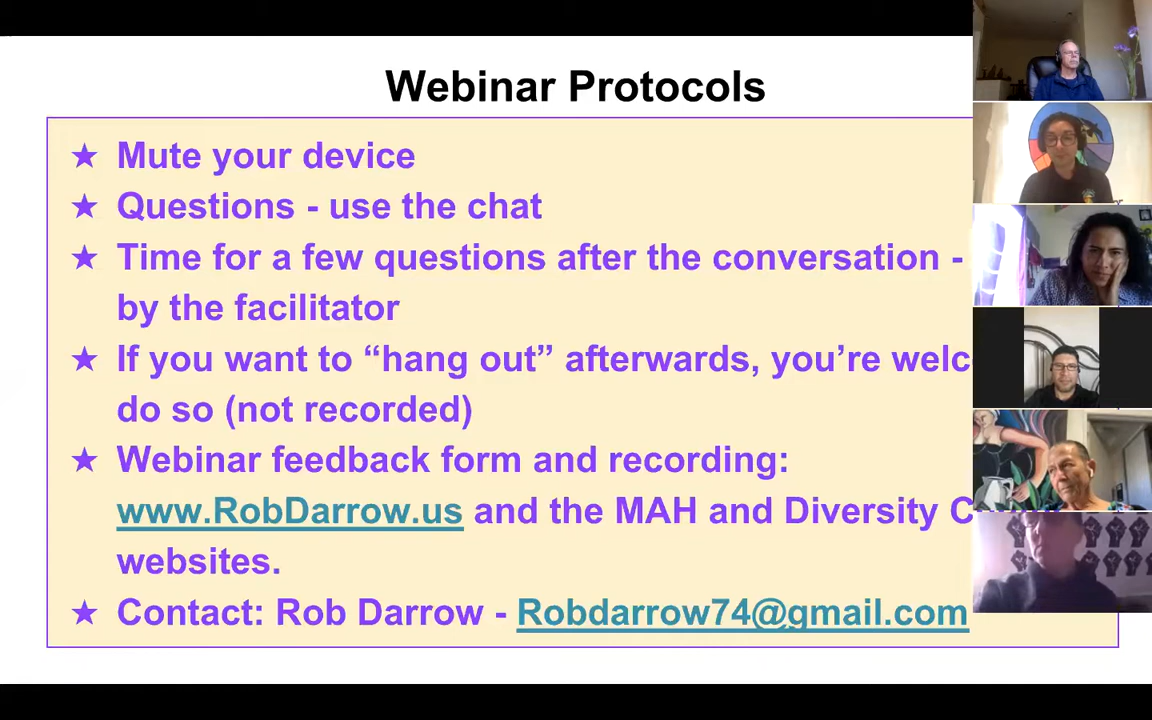 Webinar Protocols
★ Mute your device
★ Questions - use the chat
★ Time for a few questions after the conversation -
by the facilitator
★ If you want to “hang out” afterwards, you’re
do so (not recorded)
★ Webinar feedback form and recording:
www.RobDarrow.us and the MAH and Diversity
websites.
★ Contact: Rob Darrow - Robdarrow74@gmail.com